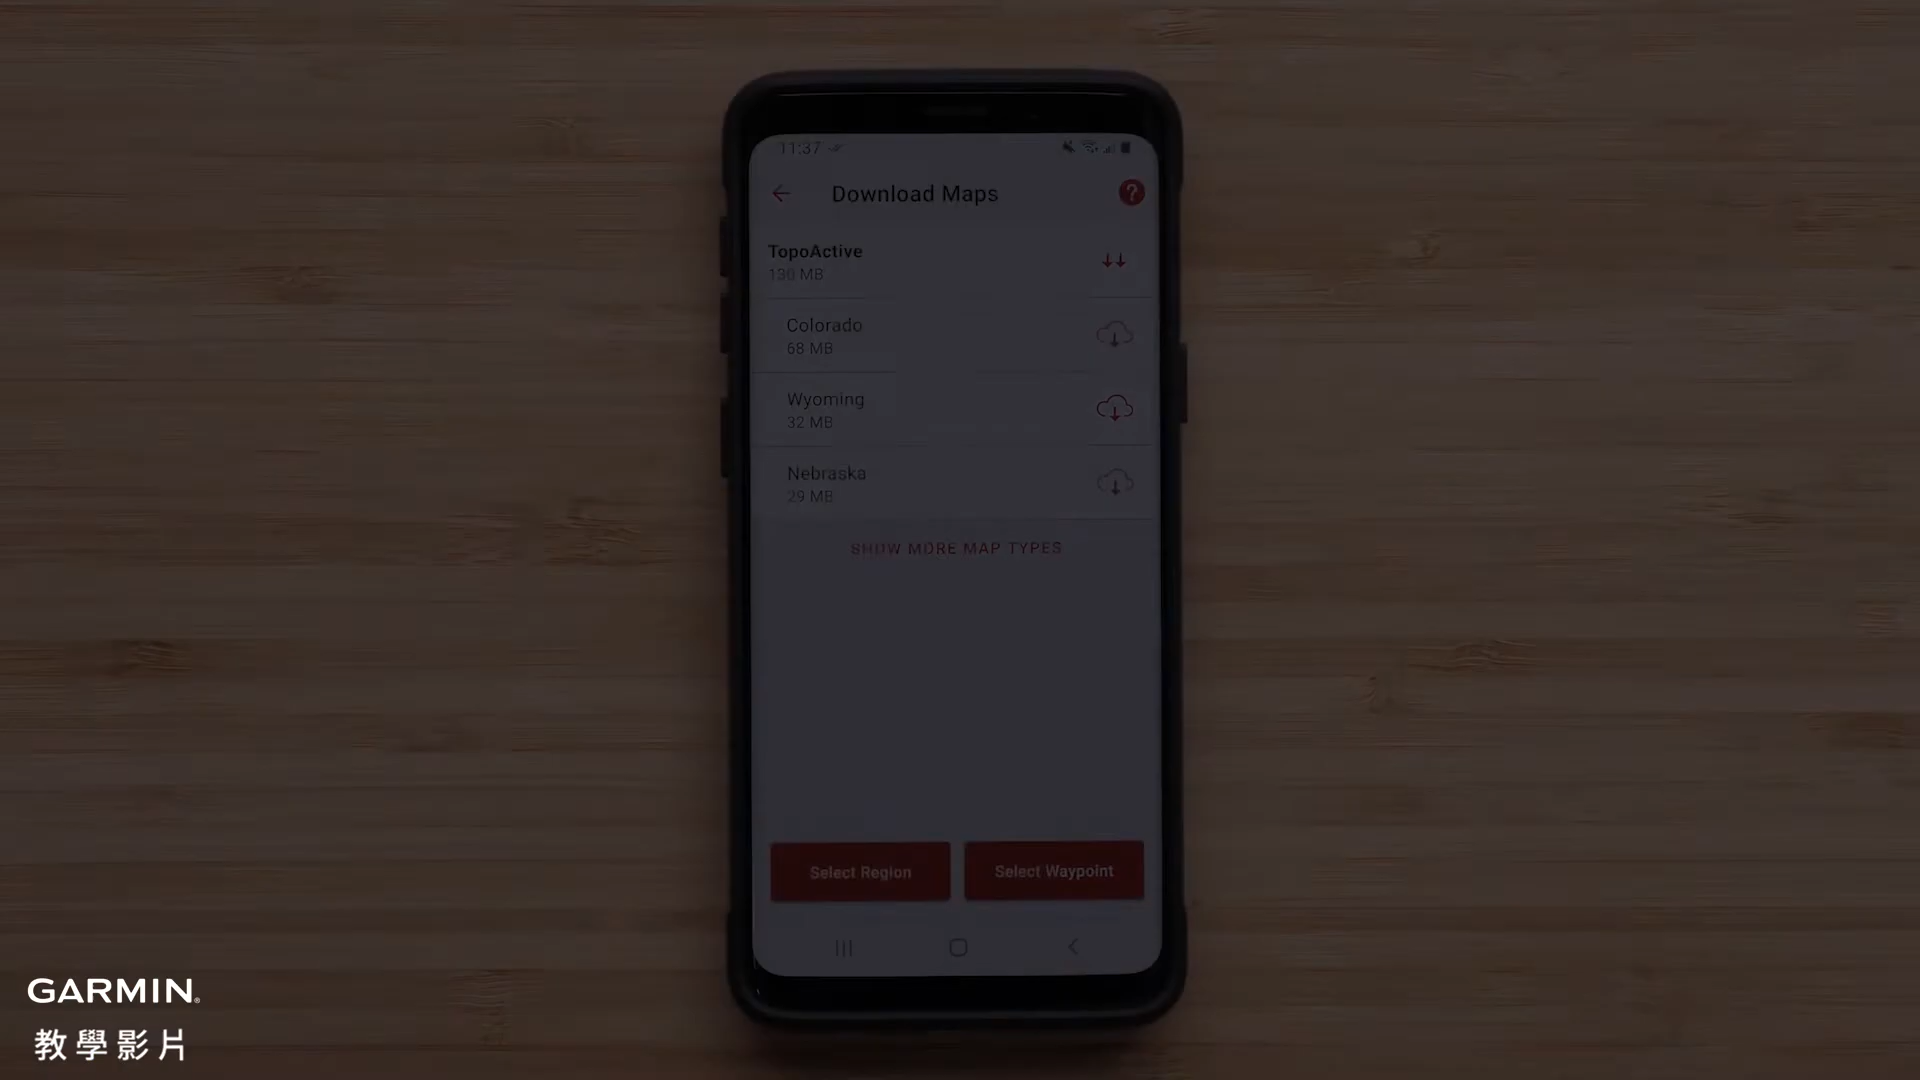 11:37
Download Maps
?
TopoActive
130 MB
Colorado
68 MB
Wyoming
32 MB
Nebraska
29 MB
SHOW MORE MAP TYPES
Select Region
Select Waypoint
GARMIN
教學影片